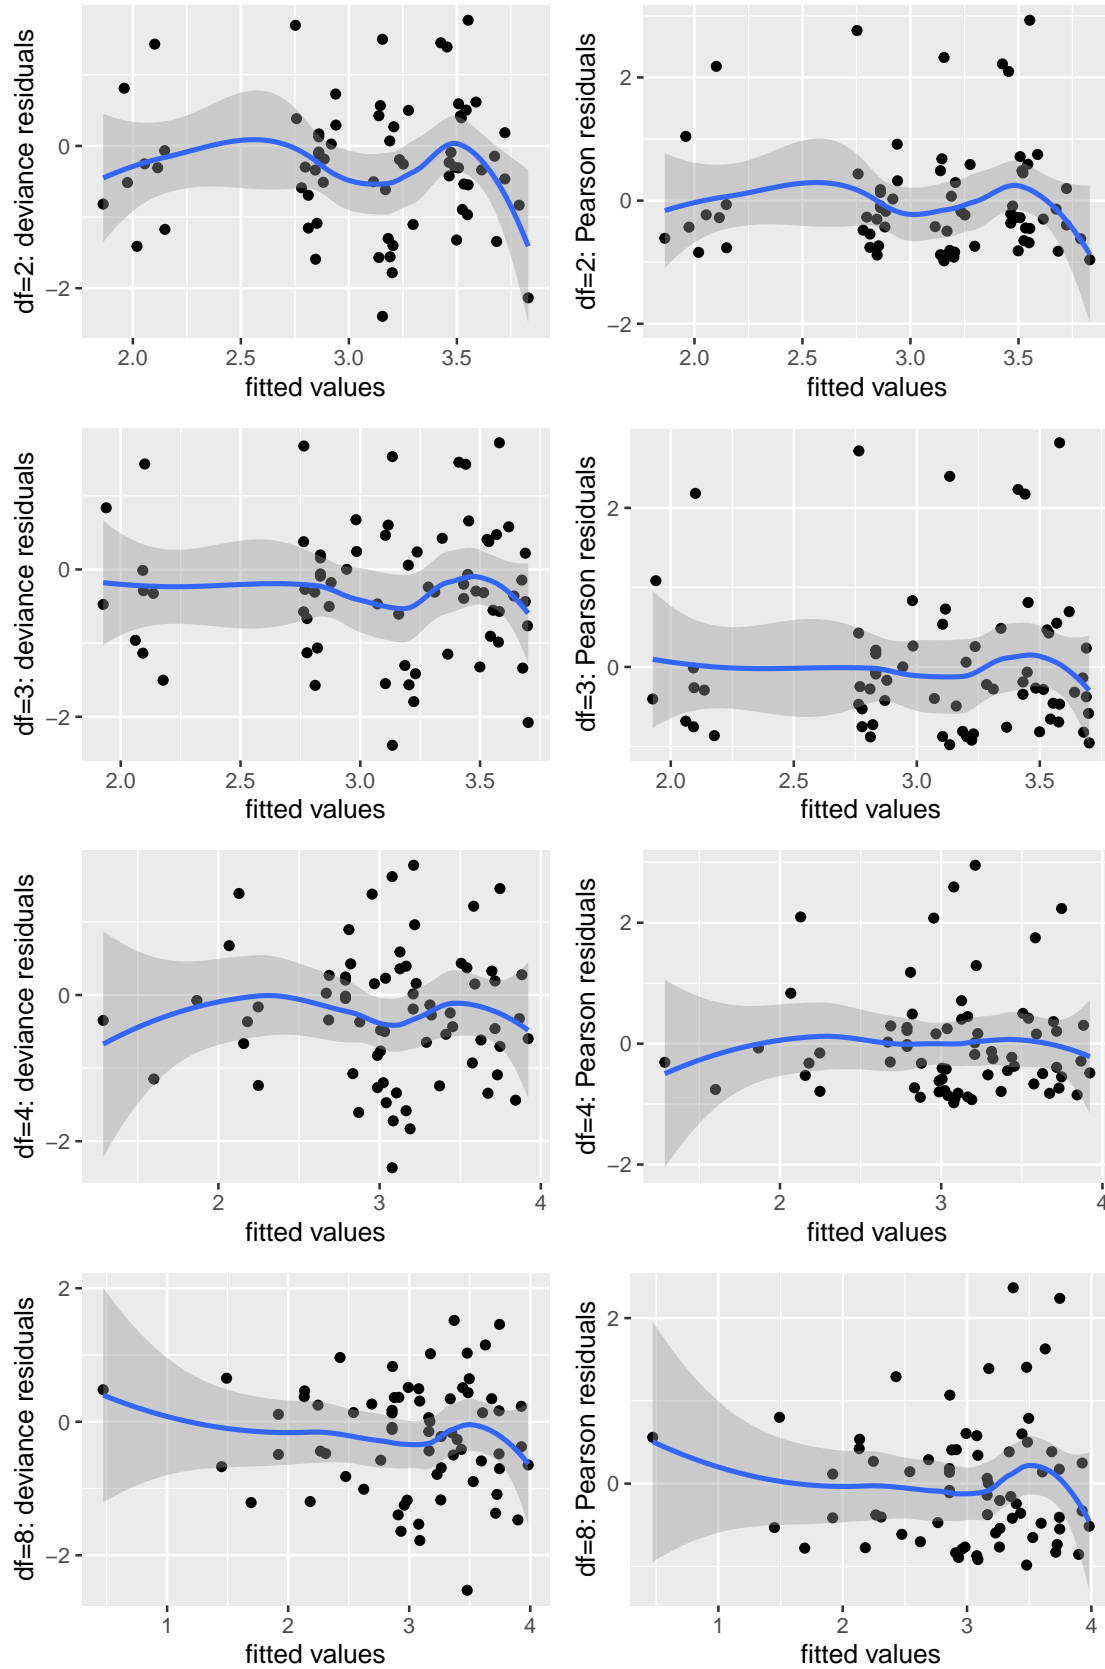 df=2: deviance residuals
0
−2
2.0 2.5 3.0 3.5
fitted values
df=2: Pearson residuals
2
0
−2
2.0 2.5 3.0 3.5
fitted values
df=3: deviance residuals
0
−2
2.0 2.5 3.0 3.5
fitted values
df=3: Pearson residuals
2
0
2.0 2.5 3.0 3.5
fitted values
df=4: deviance residuals
0
−2
2 3 4
fitted values
df=4: Pearson residuals
2
0
−2
2 3 4
fitted values
df=8: deviance residuals
2
0
−2
1 2 3 4
fitted values
df=8: Pearson residuals
2
0
1 2 3 4
fitted values